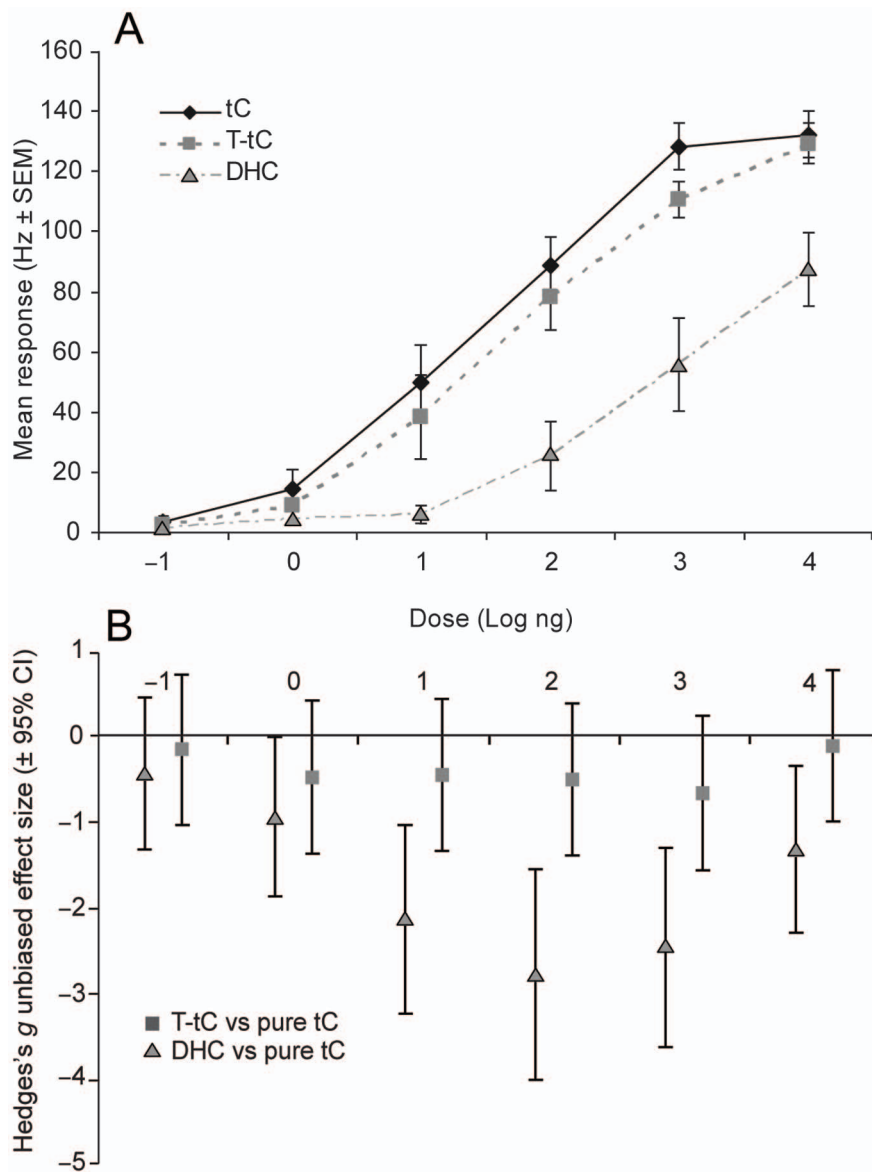 A
160
140
120
100
80
60
40
20
0
Mean response (Hz ± SEM)
tC
T-tC
DHC
–1 0 1 2 3 4
Dose (Log ng)
B
1
0
–1
–2
–3
–4
–5
Hedges's g unbiased effect size (± 95% CI)
–1 0 1 2 3 4
T-tC vs pure tC
DHC vs pure tC